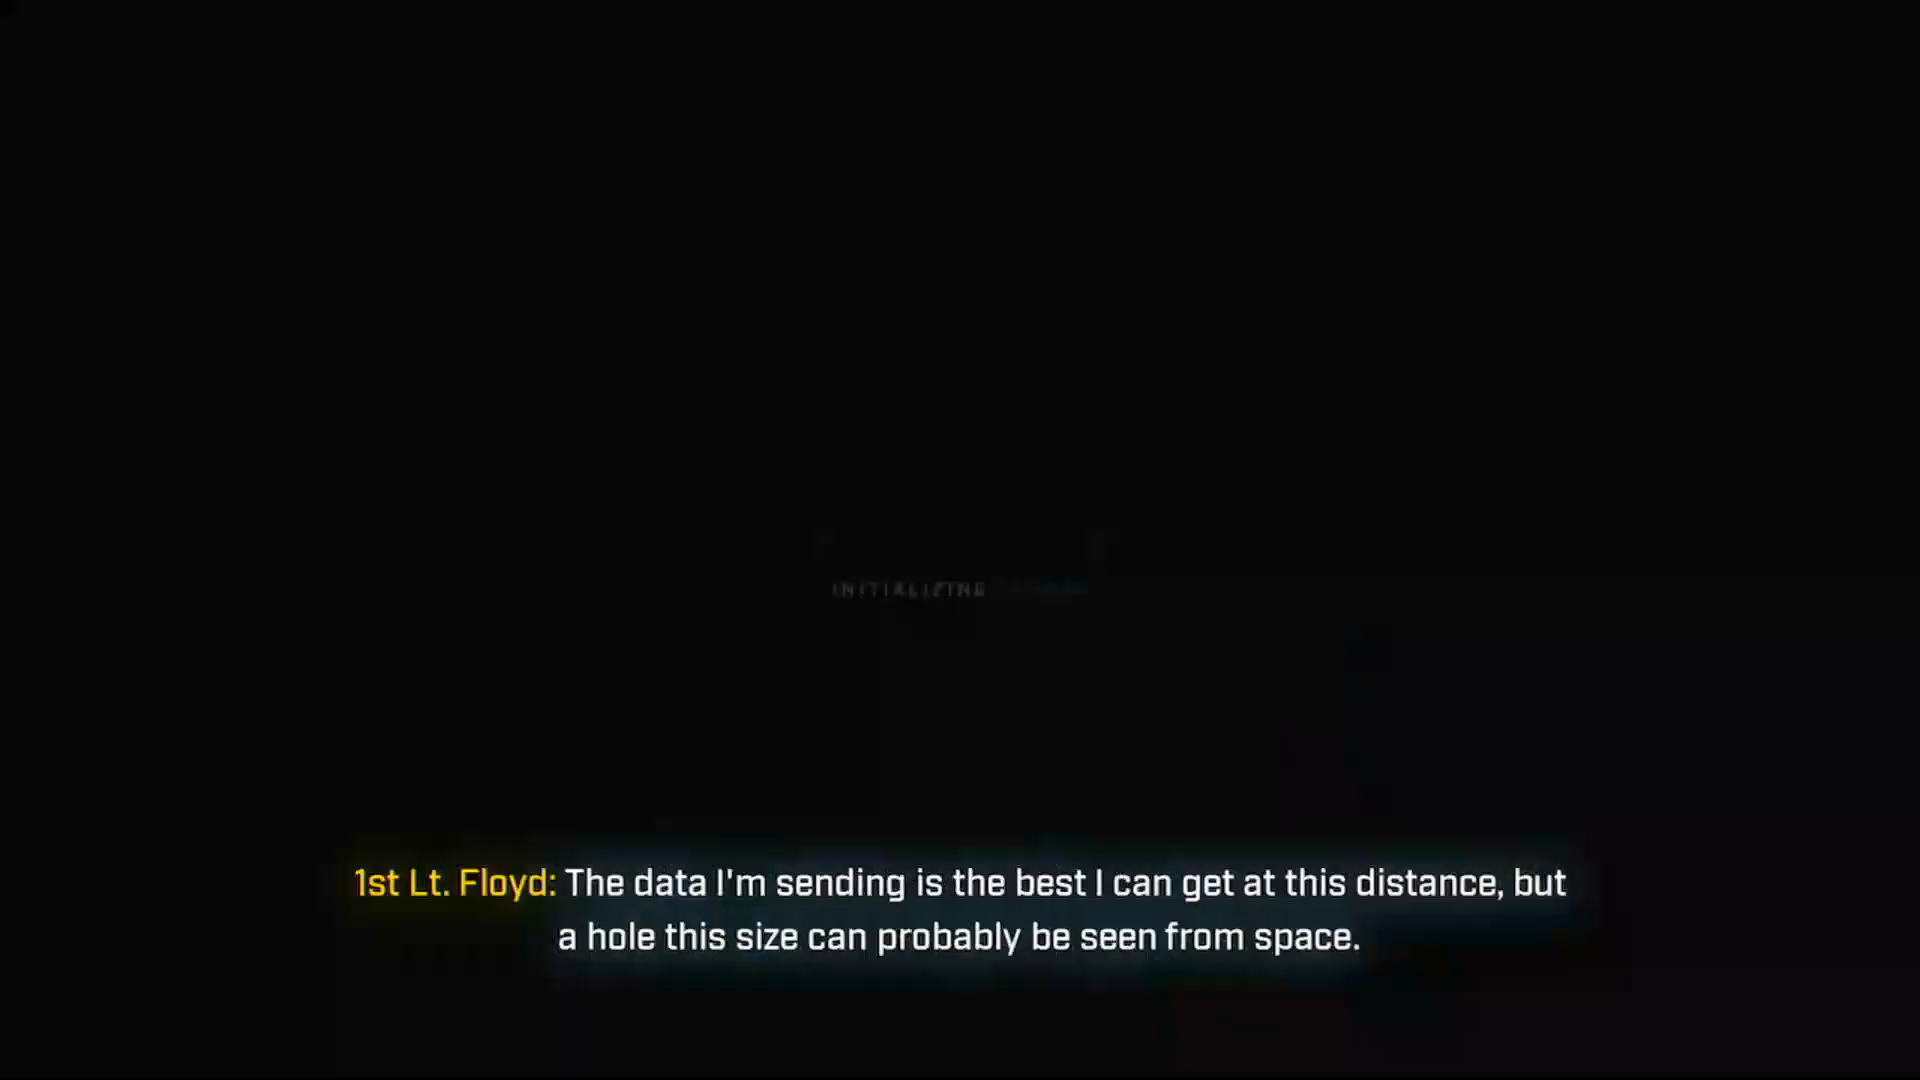 INITIALIZING
1st Lt. Floyd: The data I'm sending is the best I can get at this distance, but
a hole this size can probably be seen from space.